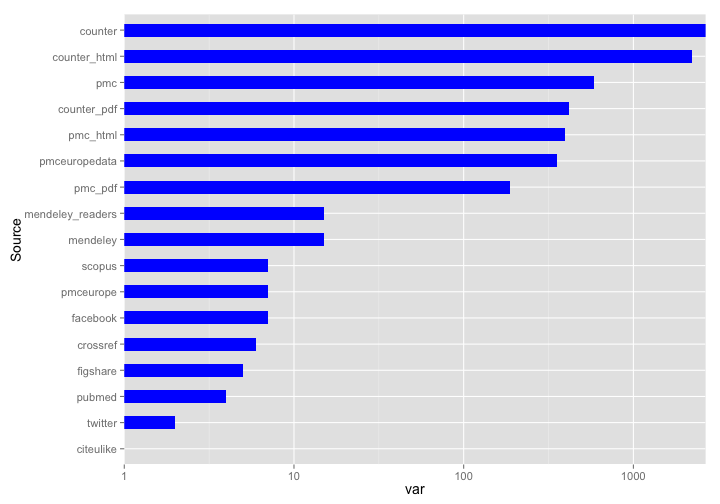 Source
counter
counter_html
pmc
counter_pdf
pmc_html
pmceuropedata
pmc_pdf
mendeley_readers
mendeley
scopus
pmceurope
facebook
crossref
figshare
pubmed
twitter
citeulike
1 10 100 1000
var